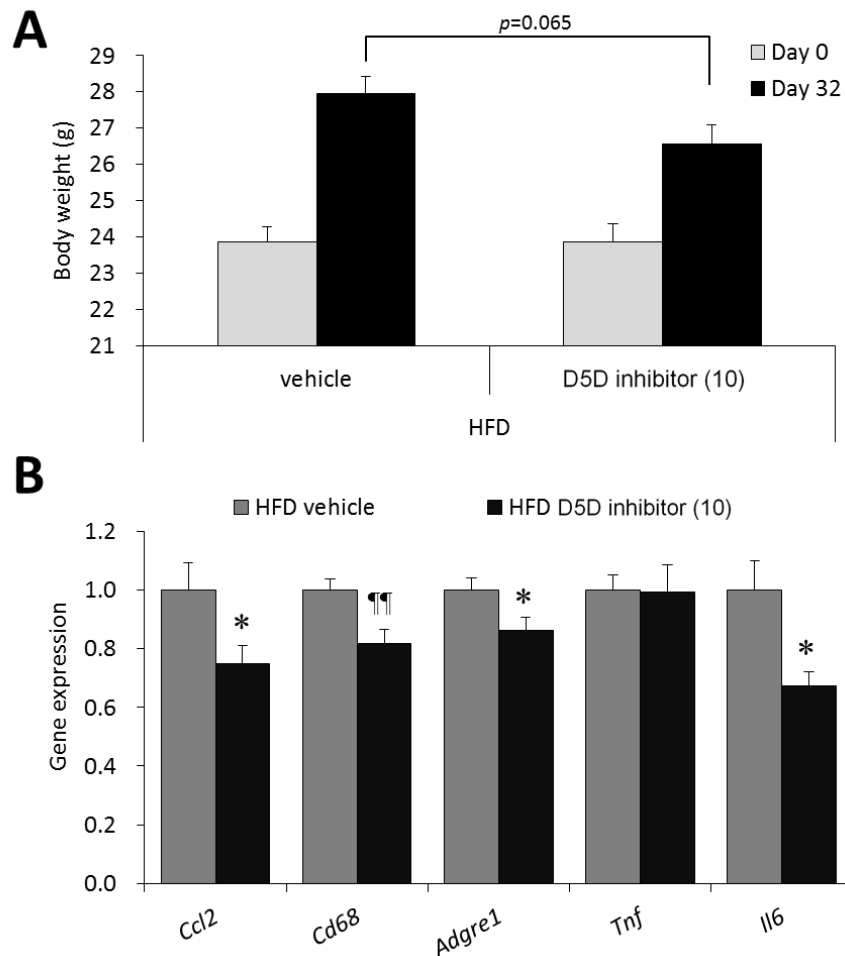 A
p=0.065
Day 0
Day 32
Body weight (g)
29
28
27
26
25
24
23
22
21
vehicle D5D inhibitor (10)
HFD
B
HFD vehicle HFD D5D inhibitor (10)
Gene expression
1.2
1.0
0.8
0.6
0.4
0.2
0.0
* ¶¶ * *
Ccl2 Cd68 Adgre1 Tnf Il6